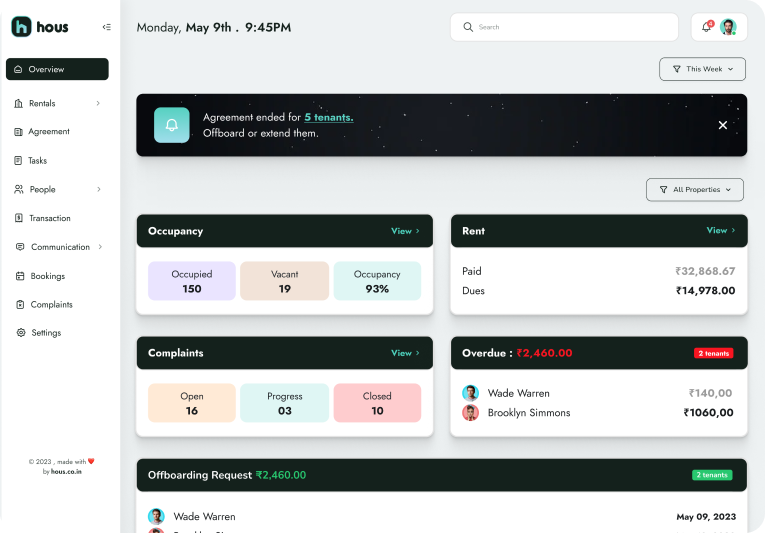 hous
Monday, May 9th . 9:45PM
Search
4
Overview
This Week
Rentals
Agreement
Tasks
People
Transaction
Communication
Bookings
Complaints
Settings
© 2023 , made with ❤️
by hous.co.in
Agreement ended for 5 tenants.
Offboard or extend them.
All Properties
Occupancy View
Occupied Vacant Occupancy
150 19 93%
Rent View
Paid ₹32,868.67
Dues ₹14,978.00
Complaints View
Open Progress Closed
16 03 10
Overdue : ₹2,460.00 2 tenants
Wade Warren ₹140,00
Brooklyn Simmons ₹1060,00
Offboarding Request ₹2,460.00 2 tenants
Wade Warren May 09, 2023